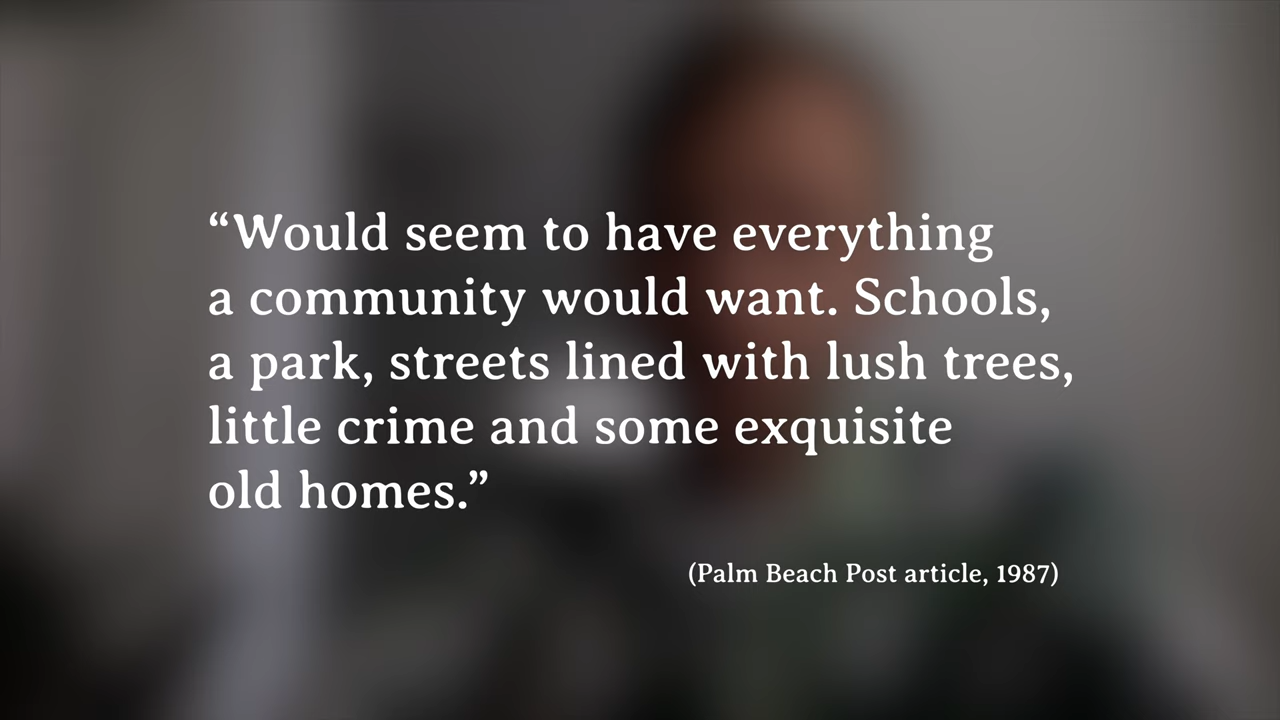 “Would seem to have everything
a community would want. Schools,
a park, streets lined with lush trees,
little crime and some exquisite
old homes.”
(Palm Beach Post article, 1987)